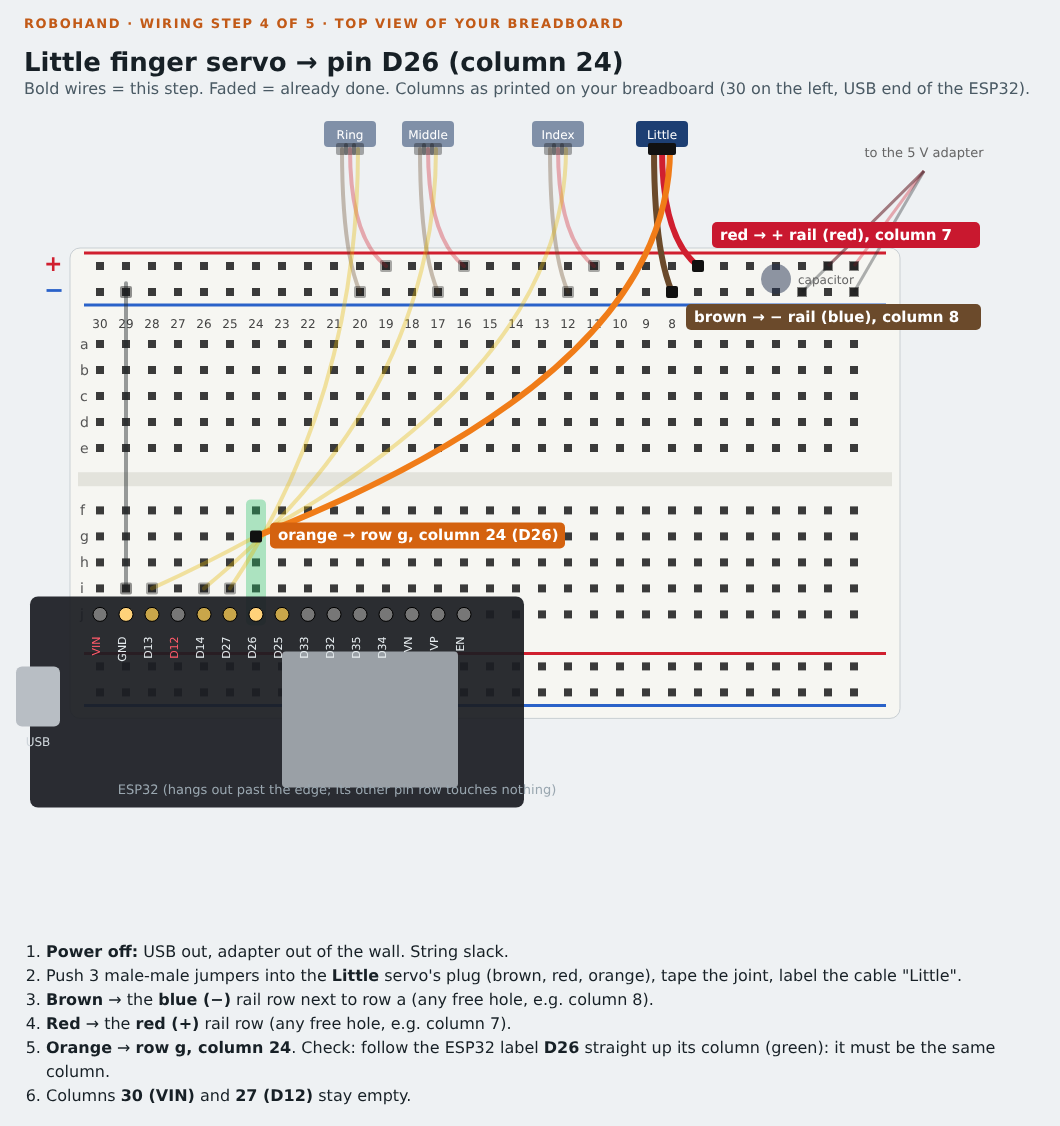 ROBOHAND · WIRING STEP 4 OF 5 · TOP VIEW OF YOUR BREADBOARD
Little finger servo → pin D26 (column 24)
Bold wires = this step. Faded = already done. Columns as printed on your breadboard (30 on the left, USB end of the ESP32).
Ring Middle Index Little
to the 5 V adapter
red → + rail (red), column 7
+
capacitor
−
brown → − rail (blue), column 8
30 29 28 27 26 25 24 23 22 21 20 19 18 17 16 15 14 13 12 11 10 9 8
a
b
c
d
e
f
g
orange → row g, column 24 (D26)
h
i
j
VIN GND D13 D12 D14 D27 D26 D25 D33 D32 D35 D34 VN VP EN
USB
ESP32 (hangs out past the edge; its other pin row touches nothing)
1. Power off: USB out, adapter out of the wall. String slack.
2. Push 3 male-male jumpers into the Little servo's plug (brown, red, orange), tape the joint, label the cable "Little".
3. Brown → the blue (−) rail row next to row a (any free hole, e.g. column 8).
4. Red → the red (+) rail row (any free hole, e.g. column 7).
5. Orange → row g, column 24. Check: follow the ESP32 label D26 straight up its column (green): it must be the same
column.
6. Columns 30 (VIN) and 27 (D12) stay empty.